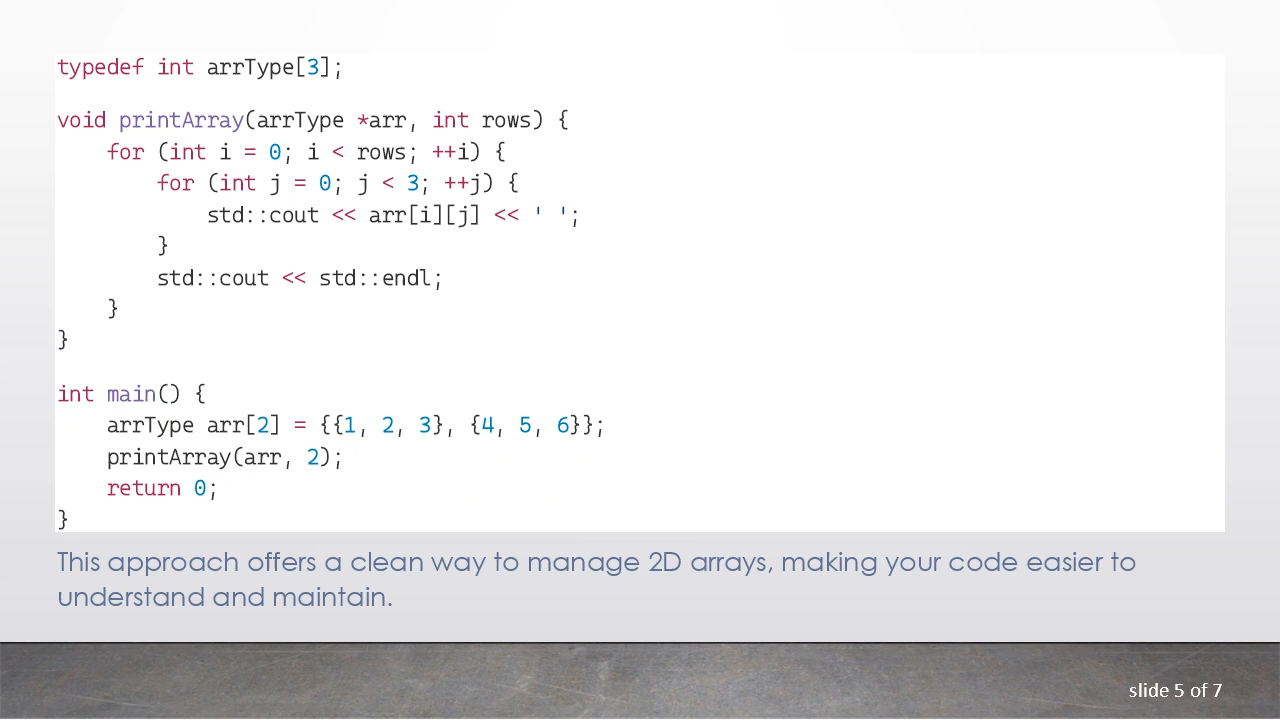 typedef int arrType[3];
void printArray(arrType *arr, int rows) {
    for (int i = 0; i < rows; ++i) {
        for (int j = 0; j < 3; ++j) {
            std::cout << arr[i][j] << ' ';
        }
        std::cout << std::endl;
    }
}
int main() {
    arrType arr[2] = {{1, 2, 3}, {4, 5, 6}};
    printArray(arr, 2);
    return 0;
}
This approach offers a clean way to manage 2D arrays, making your code easier to
understand and maintain.
slide 5 of 7